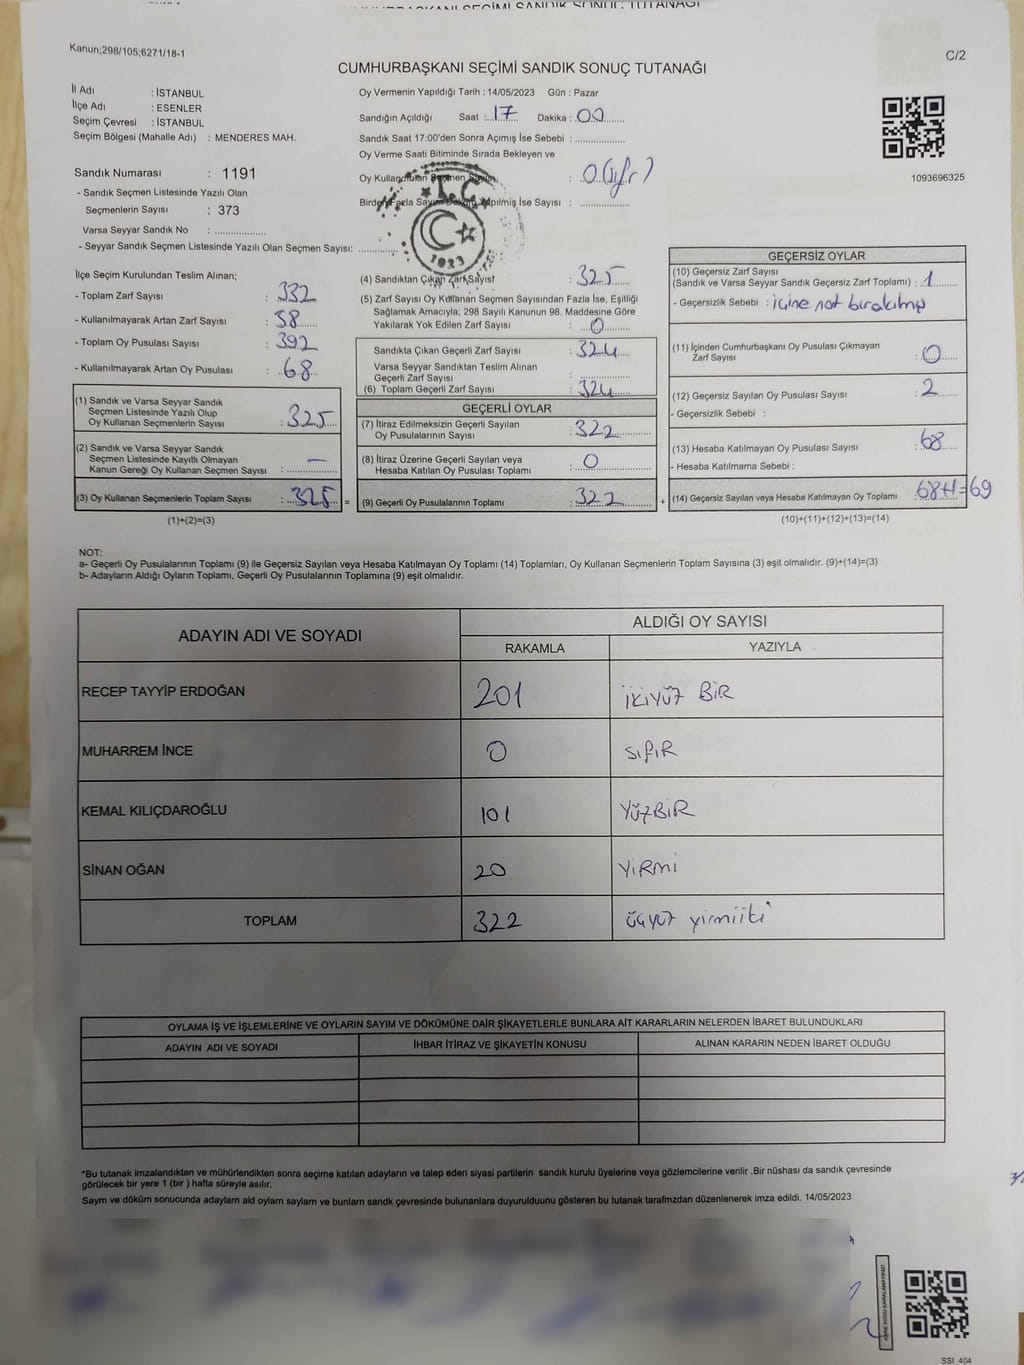 Kanun;298/105;6271/18-1
C/2
CUMHURBAŞKANI SEÇİMİ SANDIK SONUÇ TUTANAĞI
İl Adı : İSTANBUL
İlçe Adı : ESENLER
Seçim Çevresi : İSTANBUL
Seçim Bölgesi (Mahalle Adı) : MENDERES MAH.
Oy Vermenin Yapıldığı Tarih : 14/05/2023 Gün : Pazar
Sandığın Açıldığı Saat : 17 Dakika : 00
Sandık Saat 17:00'den Sonra Açımış İse Sebebi :
Oy Verme Saati Bitiminde Sırada Bekleyen ve
Oy Kullandırılan Seçmen Sayısı : 0 (sıfır)
Birden Fazla Sayım Döküm Yapılmış İse Sayısı :
T.C.
1923
1093696325
Sandık Numarası : 1191
- Sandık Seçmen Listesinde Yazılı Olan
Seçmenlerin Sayısı : 373
Varsa Seyyar Sandık No :
- Seyyar Sandık Seçmen Listesinde Yazılı Olan Seçmen Sayısı:
İlçe Seçim Kurulundan Teslim Alınan;
- Toplam Zarf Sayısı : 332
- Kullanılmayarak Artan Zarf Sayısı : 58
- Toplam Oy Pusulası Sayısı : 392
- Kullanılmayarak Artan Oy Pusulası : 68
(1) Sandık ve Varsa Seyyar Sandık
Seçmen Listesinde Yazılı Olup
Oy Kullanan Seçmenlerin Sayısı : 325
(2) Sandık ve Varsa Seyyar Sandık
Seçmen Listesinde Kayıtlı Olmayan
Kanun Gereği Oy Kullanan Seçmen Sayısı : —
(3) Oy Kullanan Seçmenlerin Toplam Sayısı : 325 =
(1)+(2)=(3)
(4) Sandıktan Çıkan Zarf Sayısı : 325
(5) Zarf Sayısı Oy Kullanan Seçmen Sayısından Fazla İse, Eşitliği
Sağlamak Amacıyla; 298 Sayılı Kanunun 98. Maddesine Göre
Yakılarak Yok Edilen Zarf Sayısı : 0
Sandıkta Çıkan Geçerli Zarf Sayısı : 324
Varsa Seyyar Sandıktan Teslim Alınan
Geçerli Zarf Sayısı :
(6) Toplam Geçerli Zarf Sayısı : 324
GEÇERLİ OYLAR
(7) İtiraz Edilmeksizin Geçerli Sayılan
Oy Pusulalarının Sayısı : 322
(8) İtiraz Üzerine Geçerli Sayılan veya
Hesaba Katılan Oy Pusulası Toplamı : 0
(9) Geçerli Oy Pusulalarının Toplamı : 322 +
GEÇERSİZ OYLAR
(10) Geçersiz Zarf Sayısı
(Sandık ve Varsa Seyyar Sandık Geçersiz Zarf Toplamı) : 1
- Geçersizlik Sebebi : içine not bırakılmış
(11) İçinden Cumhurbaşkanı Oy Pusulası Çıkmayan
Zarf Sayısı : 0
(12) Geçersiz Sayılan Oy Pusulası Sayısı : 2
- Geçersizlik Sebebi :
(13) Hesaba Katılmayan Oy Pusulası Sayısı : 68
- Hesaba Katılmama Sebebi :
(14) Geçersiz Sayılan veya Hesaba Katılmayan Oy Toplamı : 68+1=69
(10)+(11)+(12)+(13)=(14)
NOT:
a- Geçerli Oy Pusulalarının Toplamı (9) ile Geçersiz Sayılan veya Hesaba Katılmayan Oy Toplamı (14) Toplamları, Oy Kullanan Seçmenlerin Toplam Sayısına (3) eşit olmalıdır. (9)+(14)=(3)
b- Adayların Aldığı Oyların Toplamı, Geçerli Oy Pusulalarının Toplamına (9) eşit olmalıdır.
ADAYIN ADI VE SOYADI
ALDIĞI OY SAYISI
RAKAMLA YAZIYLA
RECEP TAYYİP ERDOĞAN 201 İKİYÜZ BİR
MUHARREM İNCE 0 SIFIR
KEMAL KILIÇDAROĞLU 101 YÜZBİR
SİNAN OĞAN 20 YİRMİ
TOPLAM 322 üçyüz yirmiiki
OYLAMA İŞ VE İŞLEMLERİNE VE OYLARIN SAYIM VE DÖKÜMÜNE DAİR ŞİKAYETLERLE BUNLARA AİT KARARLARIN NELERDEN İBARET BULUNDUKLARI
ADAYIN ADI VE SOYADI İHBAR İTİRAZ VE ŞİKAYETİN KONUSU ALINAN KARARIN NEDEN İBARET OLDUĞU
*Bu tutanak imzalandıktan ve mühürlendikten sonra seçime katılan adayların ve talep eden siyasi partilerin sandık kurulu üyelerine veya gözlemcilerine verilir .Bir nüshası da sandık çevresinde
görülecek bir yere 1 (bir ) hafta süreyle asılır.
Saym ve döküm sonucunda adaylarn ald oylarn saylarn ve bunlarn sandk çevresinde bulunanlara duyurulduunu gösteren bu tutanak tarafmzdan düzenlenerek imza edildi. 14/05/2023
SSI_404